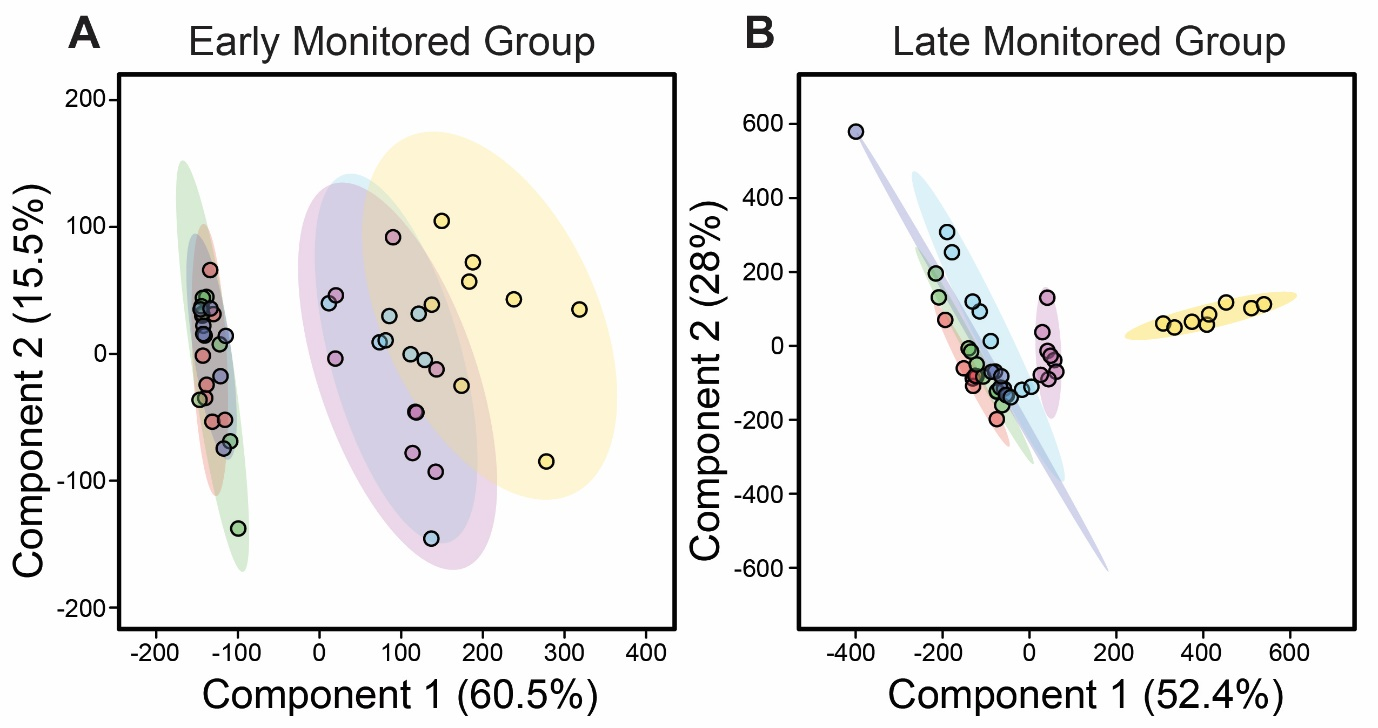 A
Early Monitored Group
200
100
0
-100
-200
Component 2 (15.5%)
-200 -100 0 100 200 300 400
Component 1 (60.5%)
B
Late Monitored Group
600
400
200
0
-200
-400
-600
Component 2 (28%)
-400 -200 0 200 400 600
Component 1 (52.4%)